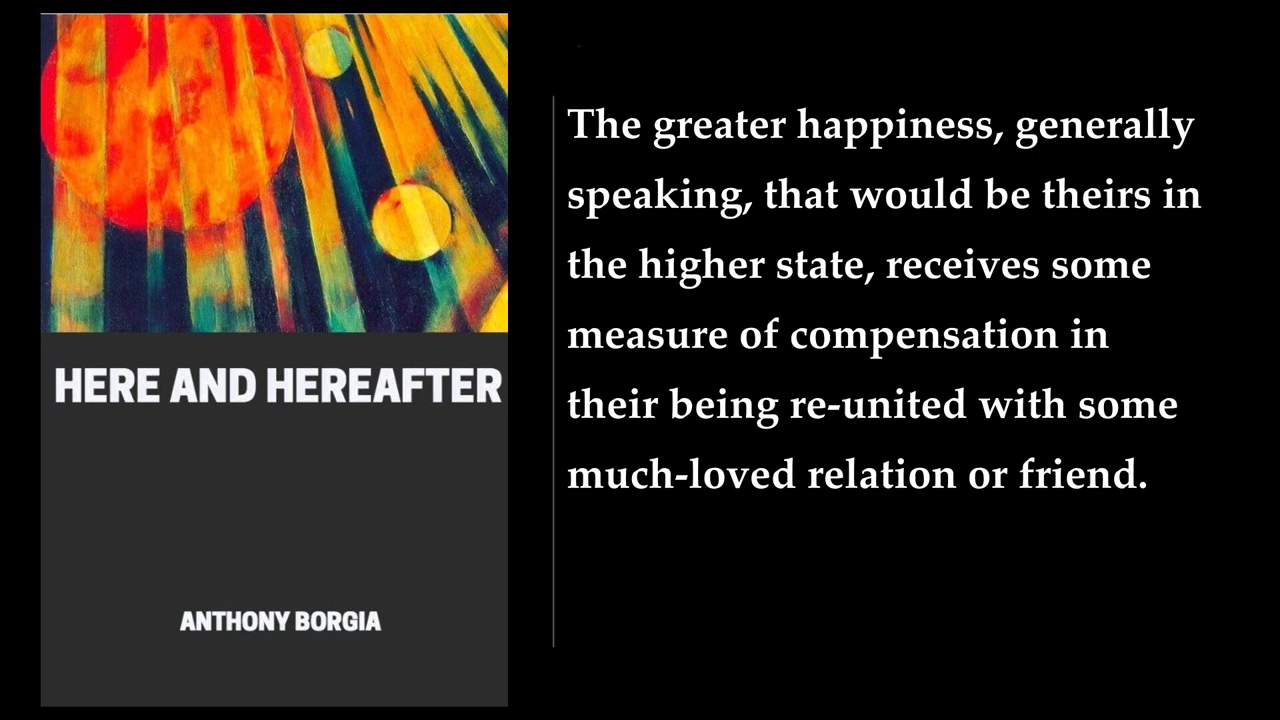 HERE AND HEREAFTER
ANTHONY BORGIA
The greater happiness, generally
speaking, that would be theirs in
the higher state, receives some
measure of compensation in
their being re-united with some
much-loved relation or friend.